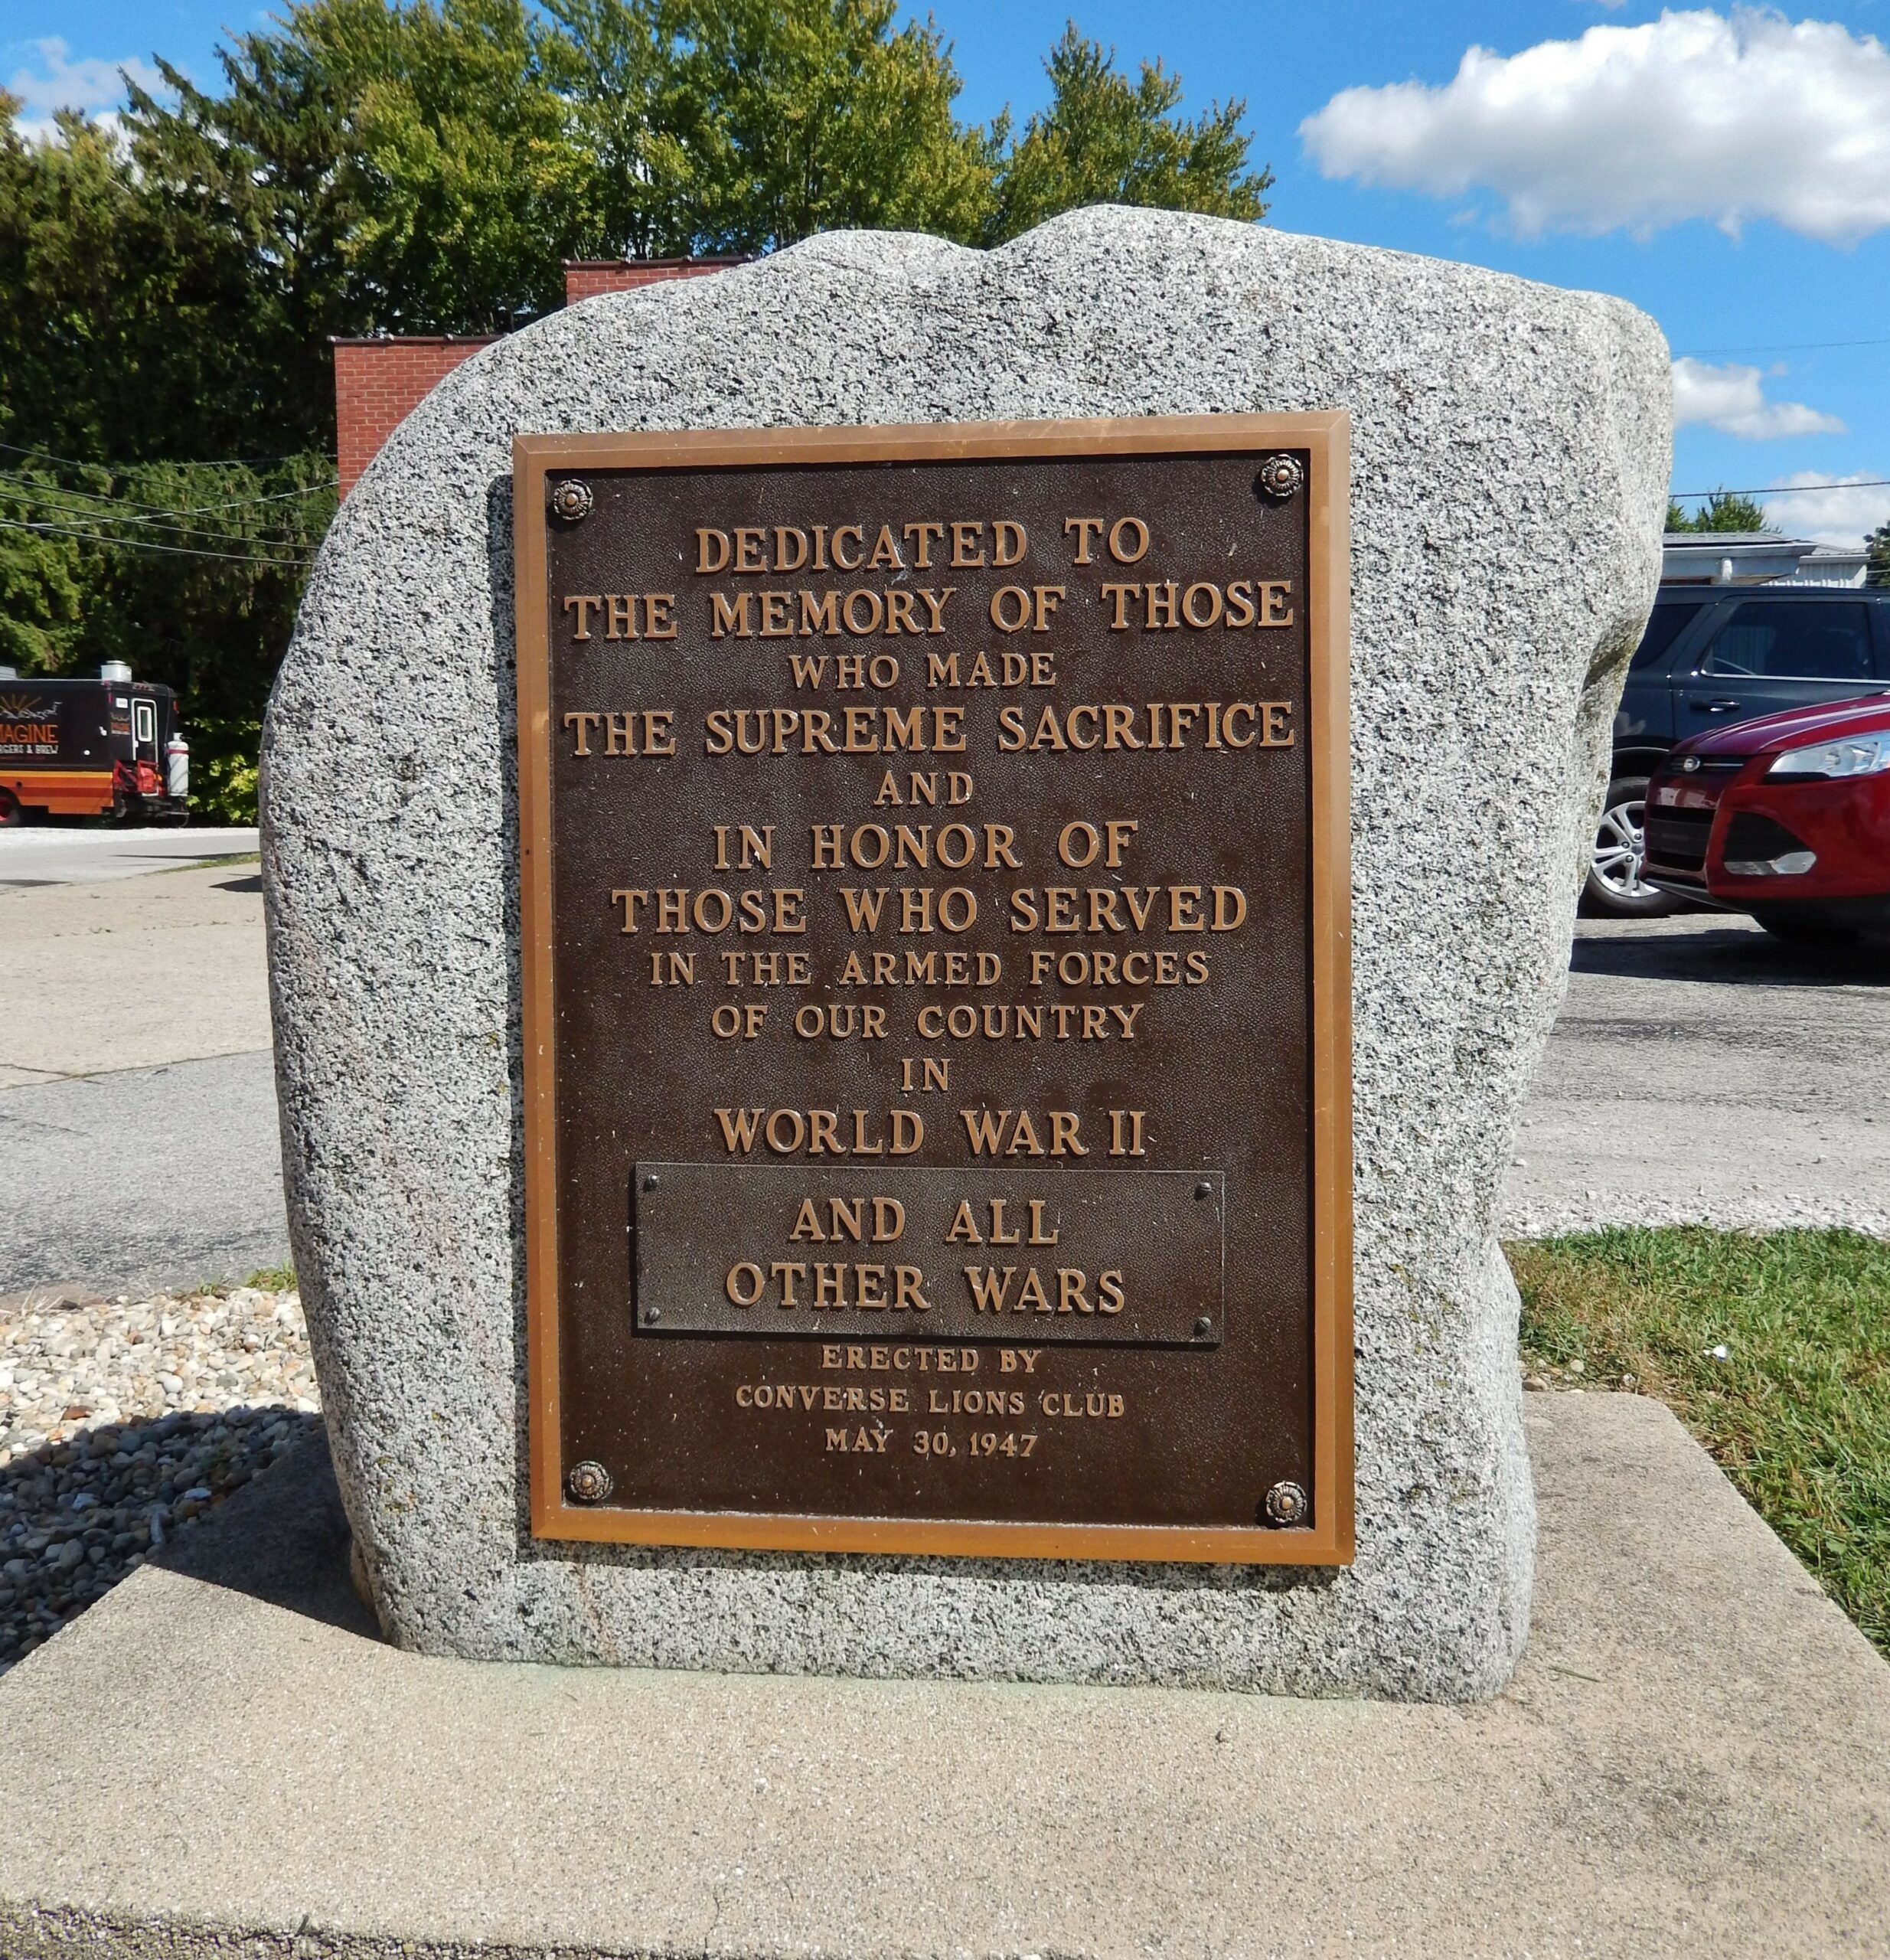 DEDICATED TO
THE MEMORY OF THOSE
WHO MADE
THE SUPREME SACRIFICE
AND
IN HONOR OF
THOSE WHO SERVED
IN THE ARMED FORCES
OF OUR COUNTRY
IN
WORLD WAR II
AND ALL
OTHER WARS
ERECTED BY
CONVERSE LIONS CLUB
MAY 30, 1947
MAGINE
& BREW